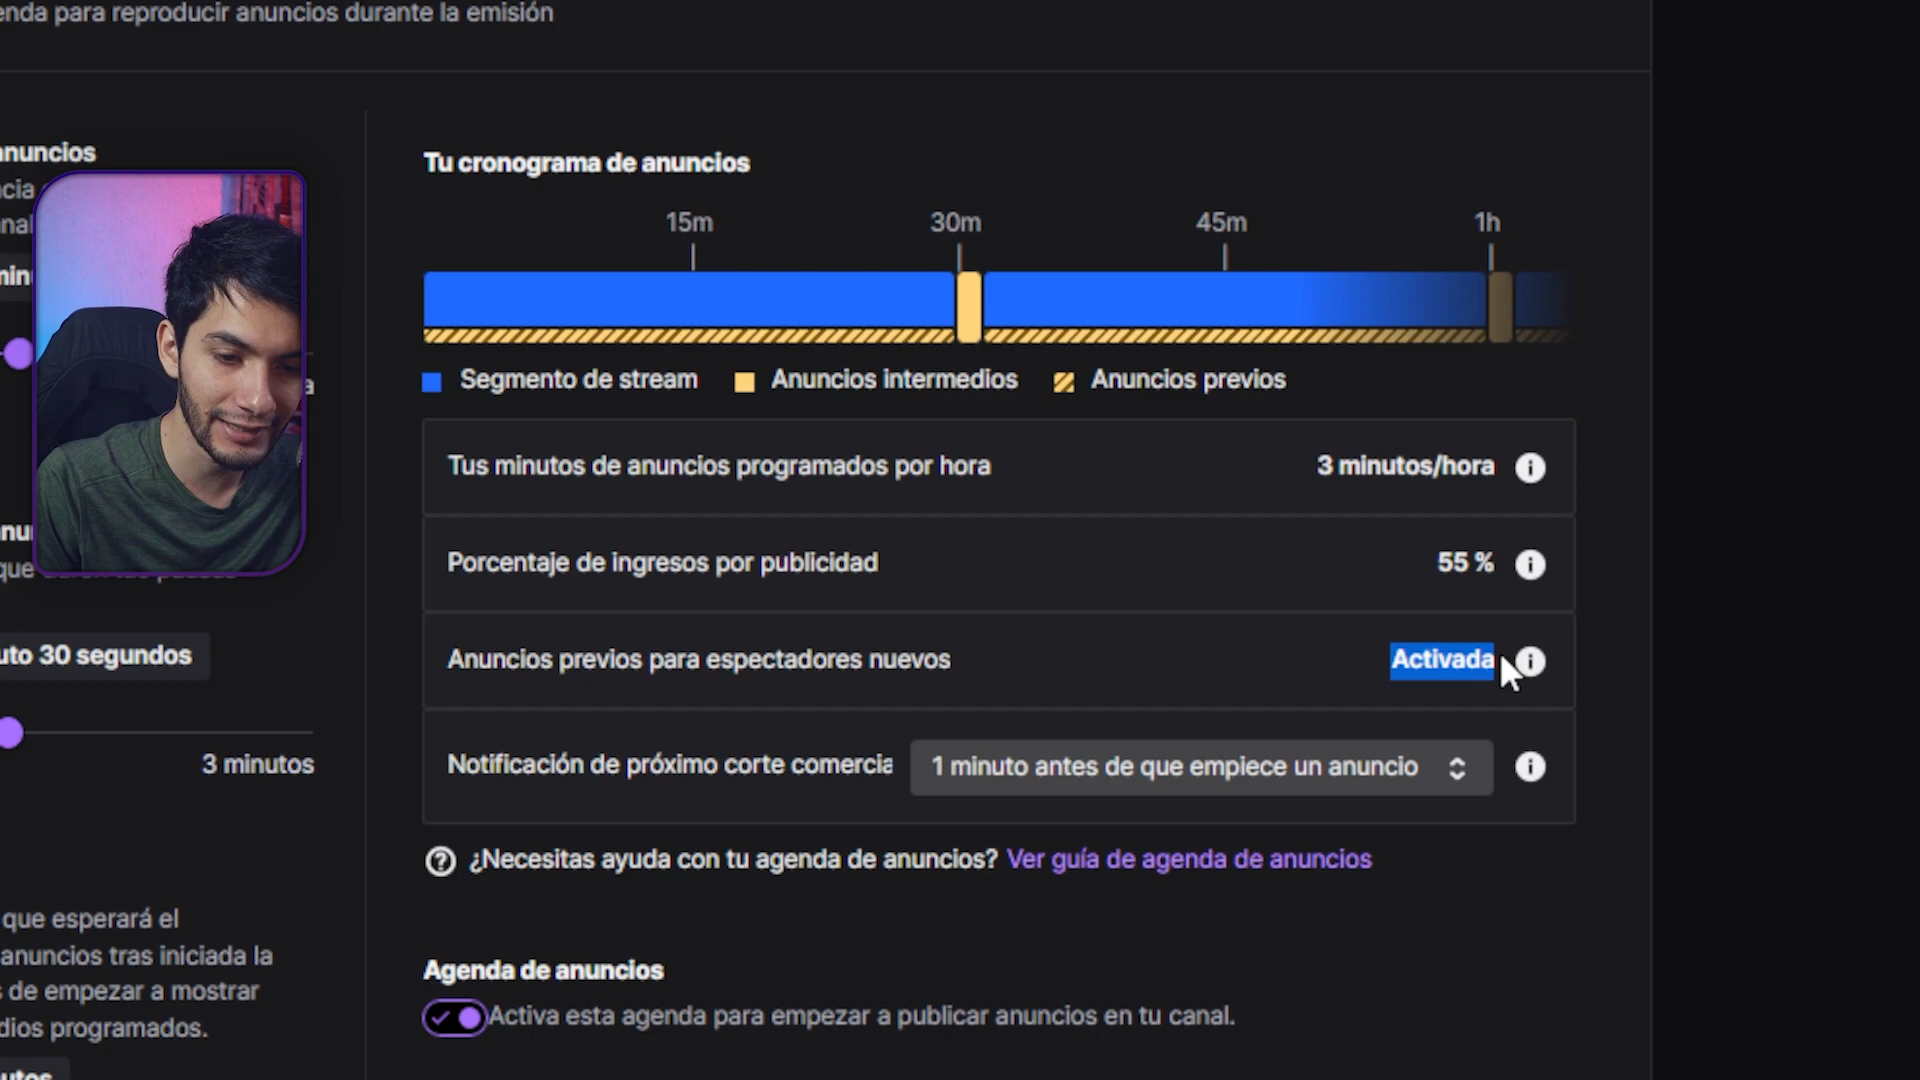 enda para reproducir anuncios durante la emisión
anuncios
Tu cronograma de anuncios
15m 30m 45m 1h
Segmento de stream Anuncios intermedios Anuncios previos
Tus minutos de anuncios programados por hora 3 minutos/hora
Porcentaje de ingresos por publicidad 55 %
que
uto 30 segundos
Anuncios previos para espectadores nuevos Activada
3 minutos
Notificación de próximo corte comercia 1 minuto antes de que empiece un anuncio
¿Necesitas ayuda con tu agenda de anuncios? Ver guía de agenda de anuncios
que esperará el
anuncios tras iniciada la
s de empezar a mostrar
dios programados.
Agenda de anuncios
Activa esta agenda para empezar a publicar anuncios en tu canal.